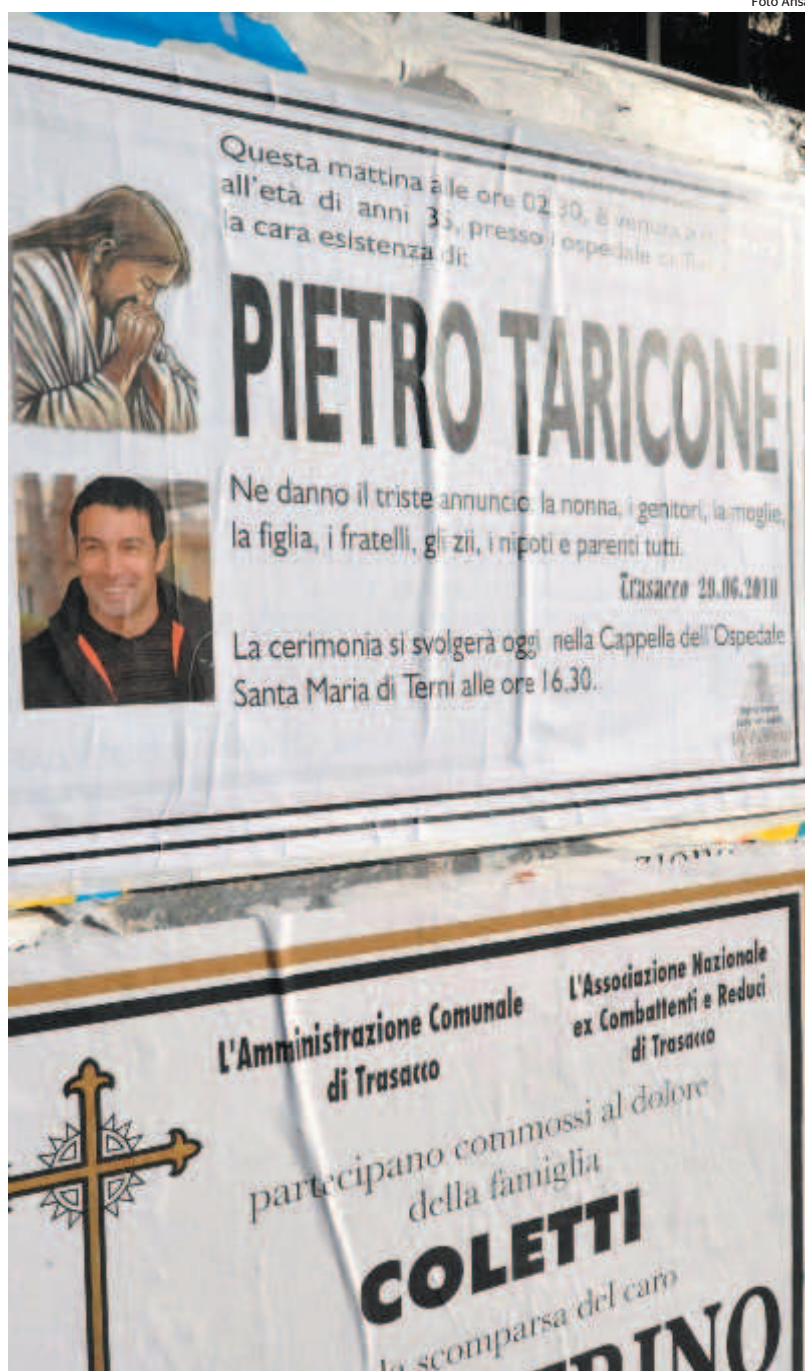 Foto Ansa
Questa mattina alle ore 02.30, è venuta a
all'età di anni 35, presso l'ospedale
la cara esistenza di:
PIETRO TARICONE
Ne danno il triste annuncio: la nonna, i genitori, la moglie,
la figlia, i fratelli, gli zii, i nipoti e parenti tutti.
Trasacco 29.06.2010
La cerimonia si svolgerà oggi nella Cappella dell'Ospedale
Santa Maria di Terni alle ore 16.30.
L'Amministrazione Comunale
di Trasacco
L'Associazione Nazionale
ex Combattenti e Reduci
di Trasacco
partecipano commossi al dolore
della famiglia
COLETTI
la scomparsa del caro